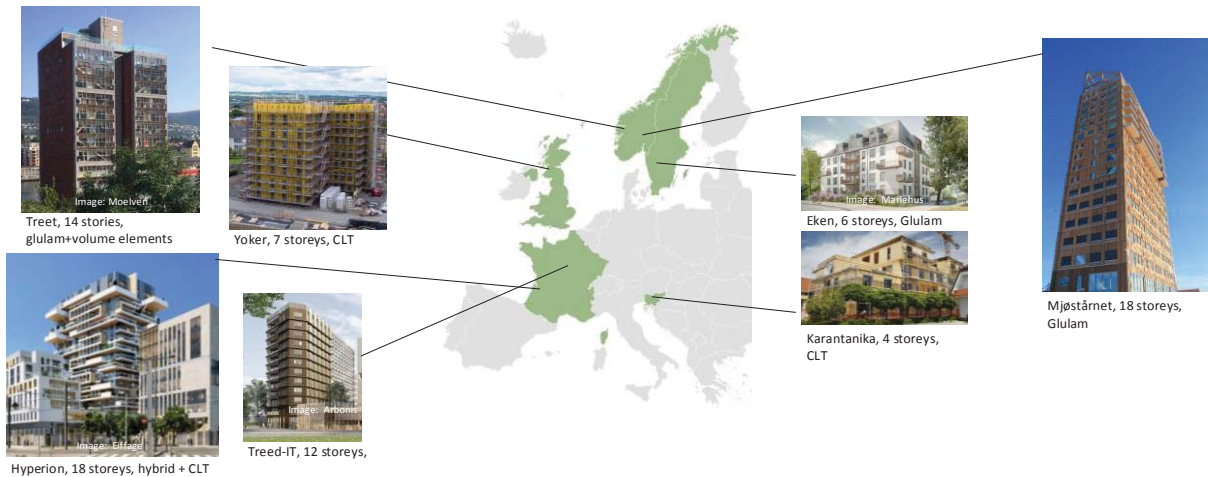 Image: Moelven
Treet, 14 stories,
glulam+volume elements
Yoker, 7 storeys, CLT
Image: Eiffage
Hyperion, 18 storeys, hybrid + CLT
Image: Arbonis
Treed-IT, 12 storeys,
Image: Mariehus
Eken, 6 storeys, Glulam
Karantanika, 4 storeys,
CLT
Mjøstårnet, 18 storeys,
Glulam